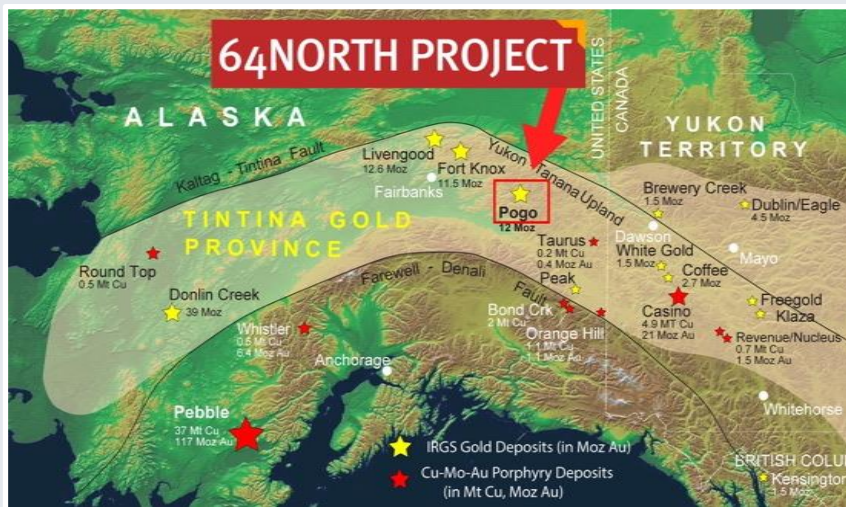 64NORTH PROJECT
ALASKA
UNITED STATES
CANADA
YUKON
TERRITORY
Kaltag - Tintina Fault
Livengood
12.6 Moz
Fort Knox
11.5 Moz
Fairbanks
Yukon - Tanana Upland
Pogo
12 Moz
Brewery Creek
1.5 Moz
Dublin/Eagle
4.5 Moz
Dawson
TINTINA GOLD
PROVINCE
Taurus
0.2 Mt Cu
0.4 Moz Au
White Gold
1.5 Moz
Mayo
Round Top
0.5 Mt Cu
Farewell - Denali Fault
Peak
Coffee
2.7 Moz
Donlin Creek
39 Moz
Bond Crk
2 Mt Cu
Casino
4.9 MT Cu
21 Moz Au
Freegold
Klaza
Whistler
0.5 Mt Cu
6.4 Moz Au
Orange Hill
1.1 Mt Cu
1.1 Moz Au
Revenue/Nucleus
0.7 Mt Cu
1.5 Moz Au
Anchorage
Pebble
37 Mt Cu
117 Moz Au
Whitehorse
IRGS Gold Deposits (in Moz Au)
Cu-Mo-Au Porphyry Deposits
(in Mt Cu, Moz Au)
BRITISH COLU
Kensington
1.5 Moz